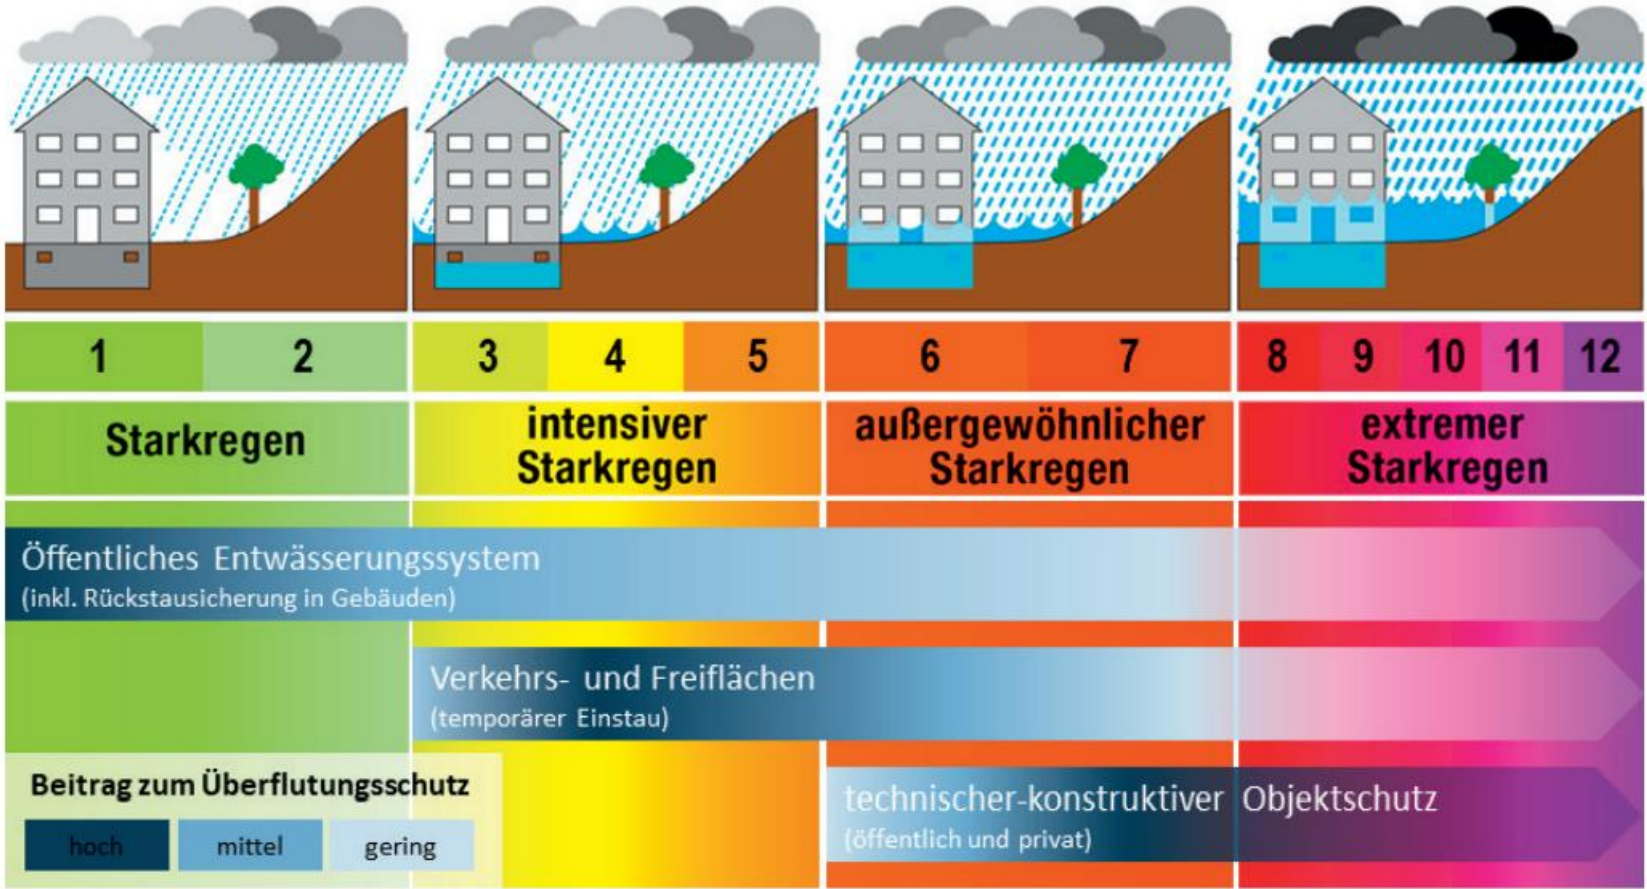 1 2 3 4 5 6 7 8 9 10 11 12
Starkregen
intensiver
Starkregen
außergewöhnlicher
Starkregen
extremer
Starkregen
Öffentliches Entwässerungssystem
(inkl. Rückstausicherung in Gebäuden)
Verkehrs- und Freiflächen
(temporärer Einstau)
technischer-konstruktiver Objektschutz
(öffentlich und privat)
Beitrag zum Überflutungsschutz
hoch mittel gering